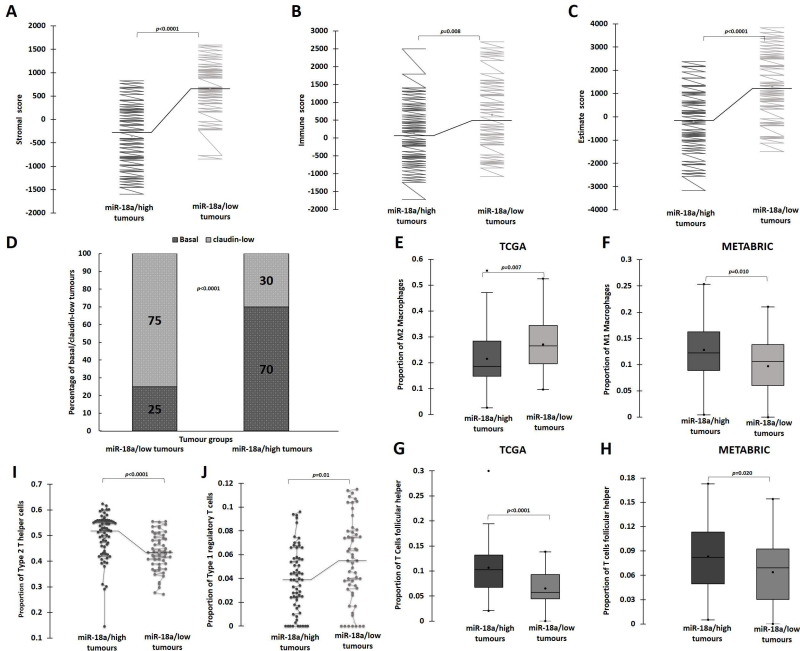 A
Stromal score
2000
1500
1000
500
0
-500
-1000
-1500
-2000
p<0.0001
miR-18a/high
tumours
miR-18a/low
tumours
B
Immune score
3000
2500
2000
1500
1000
500
0
-500
-1000
-1500
-2000
p=0.008
miR-18a/high
tumours
miR-18a/low
tumours
C
Estimate score
4000
3000
2000
1000
0
-1000
-2000
-3000
-4000
p<0.0001
miR-18a/high
tumours
miR-18a/low
tumours
D
Basal
claudin-low
Percentage of basal/claudin-low tumours
100
90
80
70
60
50
40
30
20
10
0
p<0.0001
75
25
30
70
Tumour groups
miR-18a/low tumours
miR-18a/high tumours
E
TCGA
Proportion of M2 Macrophages
0.6
0.5
0.4
0.3
0.2
0.1
0
p=0.007
miR-18a/high
tumours
miR-18a/low
tumours
F
METABRIC
Proportion of M1 Macrophages
0.3
0.25
0.2
0.15
0.1
0.05
0
p=0.010
miR-18a/high
tumours
miR-18a/low
tumours
I
Proportion of Type 2 T helper cells
0.7
0.6
0.5
0.4
0.3
0.2
0.1
p<0.0001
miR-18a/high
tumours
miR-18a/low
tumours
J
Proportion of Type 1 regulatory T cells
0.12
0.1
0.08
0.06
0.04
0.02
0
p=0.01
miR-18a/high
tumours
miR-18a/low
tumours
G
TCGA
Proportion of T Cells follicular helper
0.3
0.25
0.2
0.15
0.1
0.05
0
p<0.0001
miR-18a/high
tumours
miR-18a/low
tumours
H
METABRIC
Proportion of T cells follicular helper
0.18
0.15
0.12
0.09
0.06
0.03
0
p=0.020
miR-18a/high
tumours
miR-18a/low
tumours